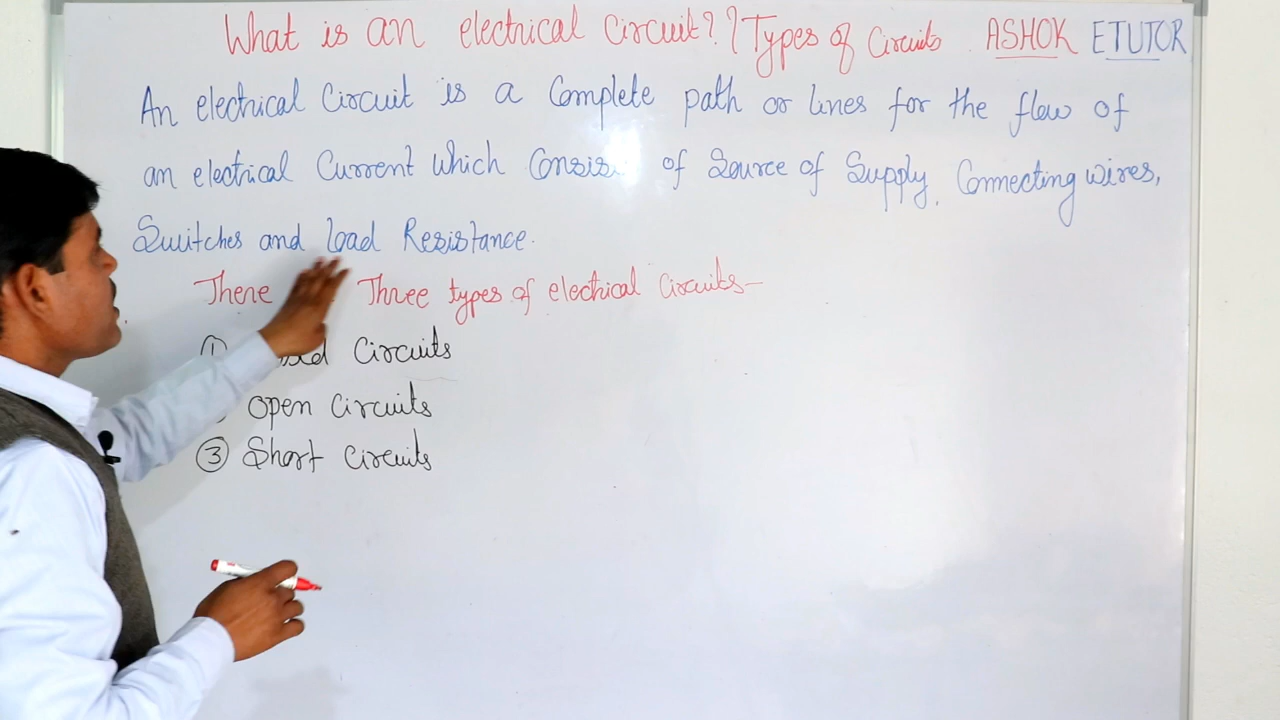 What is an electrical Circuit?? Types of Circuits. ASHOK ETUTOR
An electrical Circuit is a Complete path or lines for the flow of
an electrical Current which Consis of Source of Supply, Connecting wires,
Switches and load Resistance.
There Three types of electrical Circuits-
① Circuits
Open Circuits
③ Short Circuits